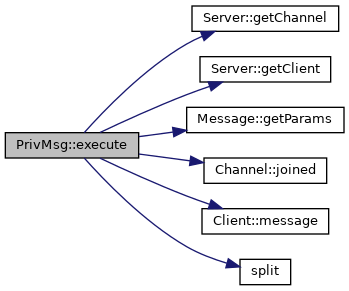 Server::getChannel
Server::getClient
PrivMsg::execute
Message::getParams
Channel::joined
Client::message
split